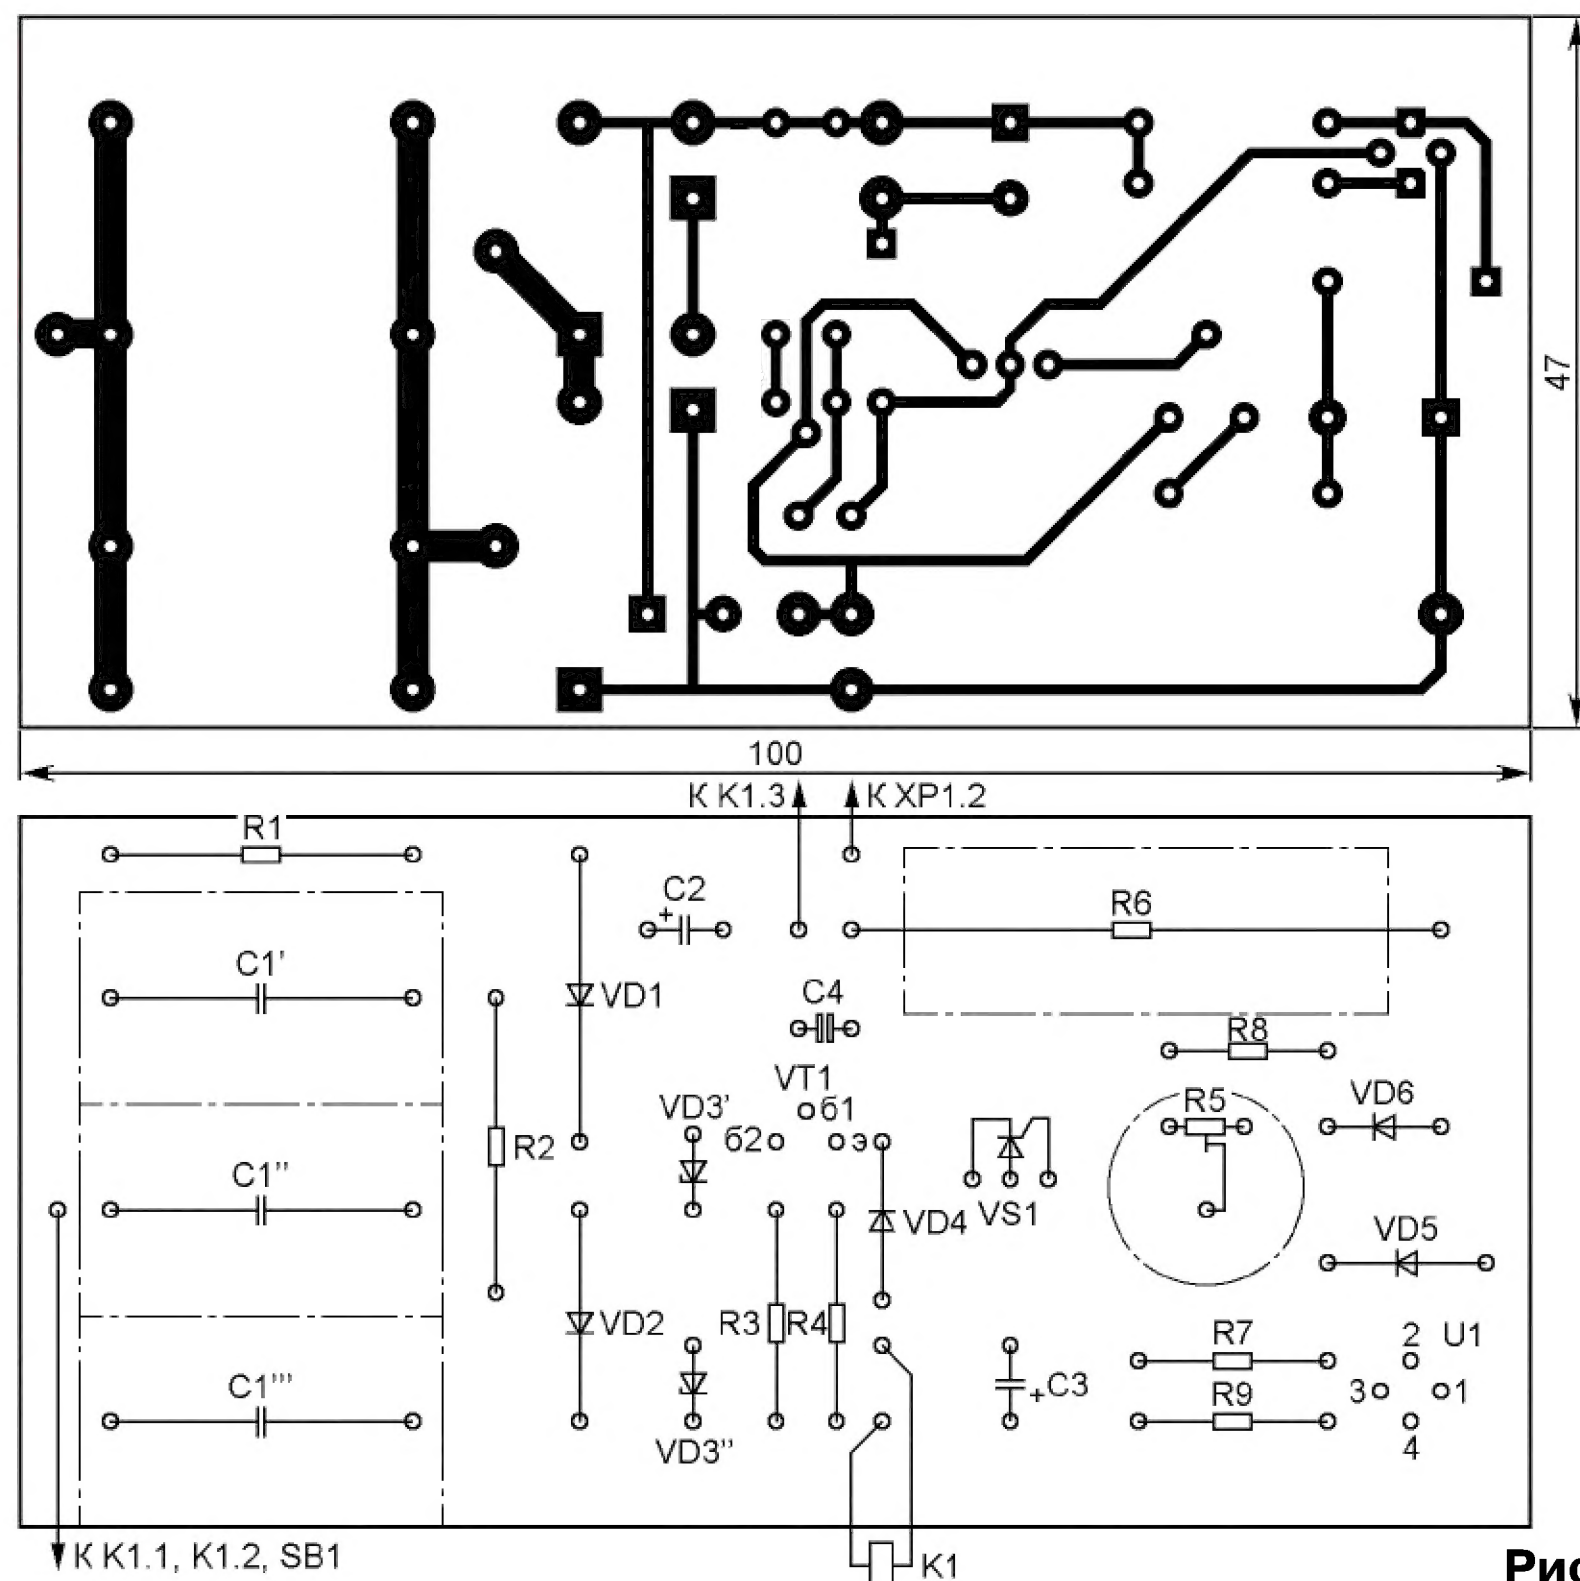 47
100
К К1.3
К ХР1.2
R1
C2
+
R6
C1'
VD1
C4
R8
VT1
VD3'
б1
R5
VD6
R2
б2
э
C1''
VD4
VS1
VD5
VD2
R3
R4
2
U1
R7
C1'''
+
C3
3
1
R9
VD3''
4
К К1.1, К1.2, SB1
K1
Рис